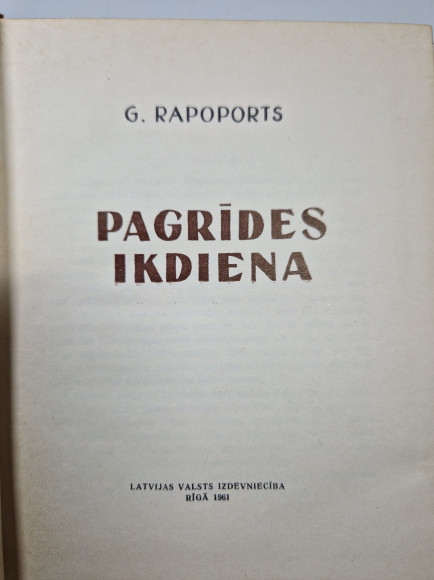 G. RAPOPORTS
PAGRĪDES
IKDIENA
LATVIJAS VALSTS IZDEVNIECĪBA
RĪGĀ 1961